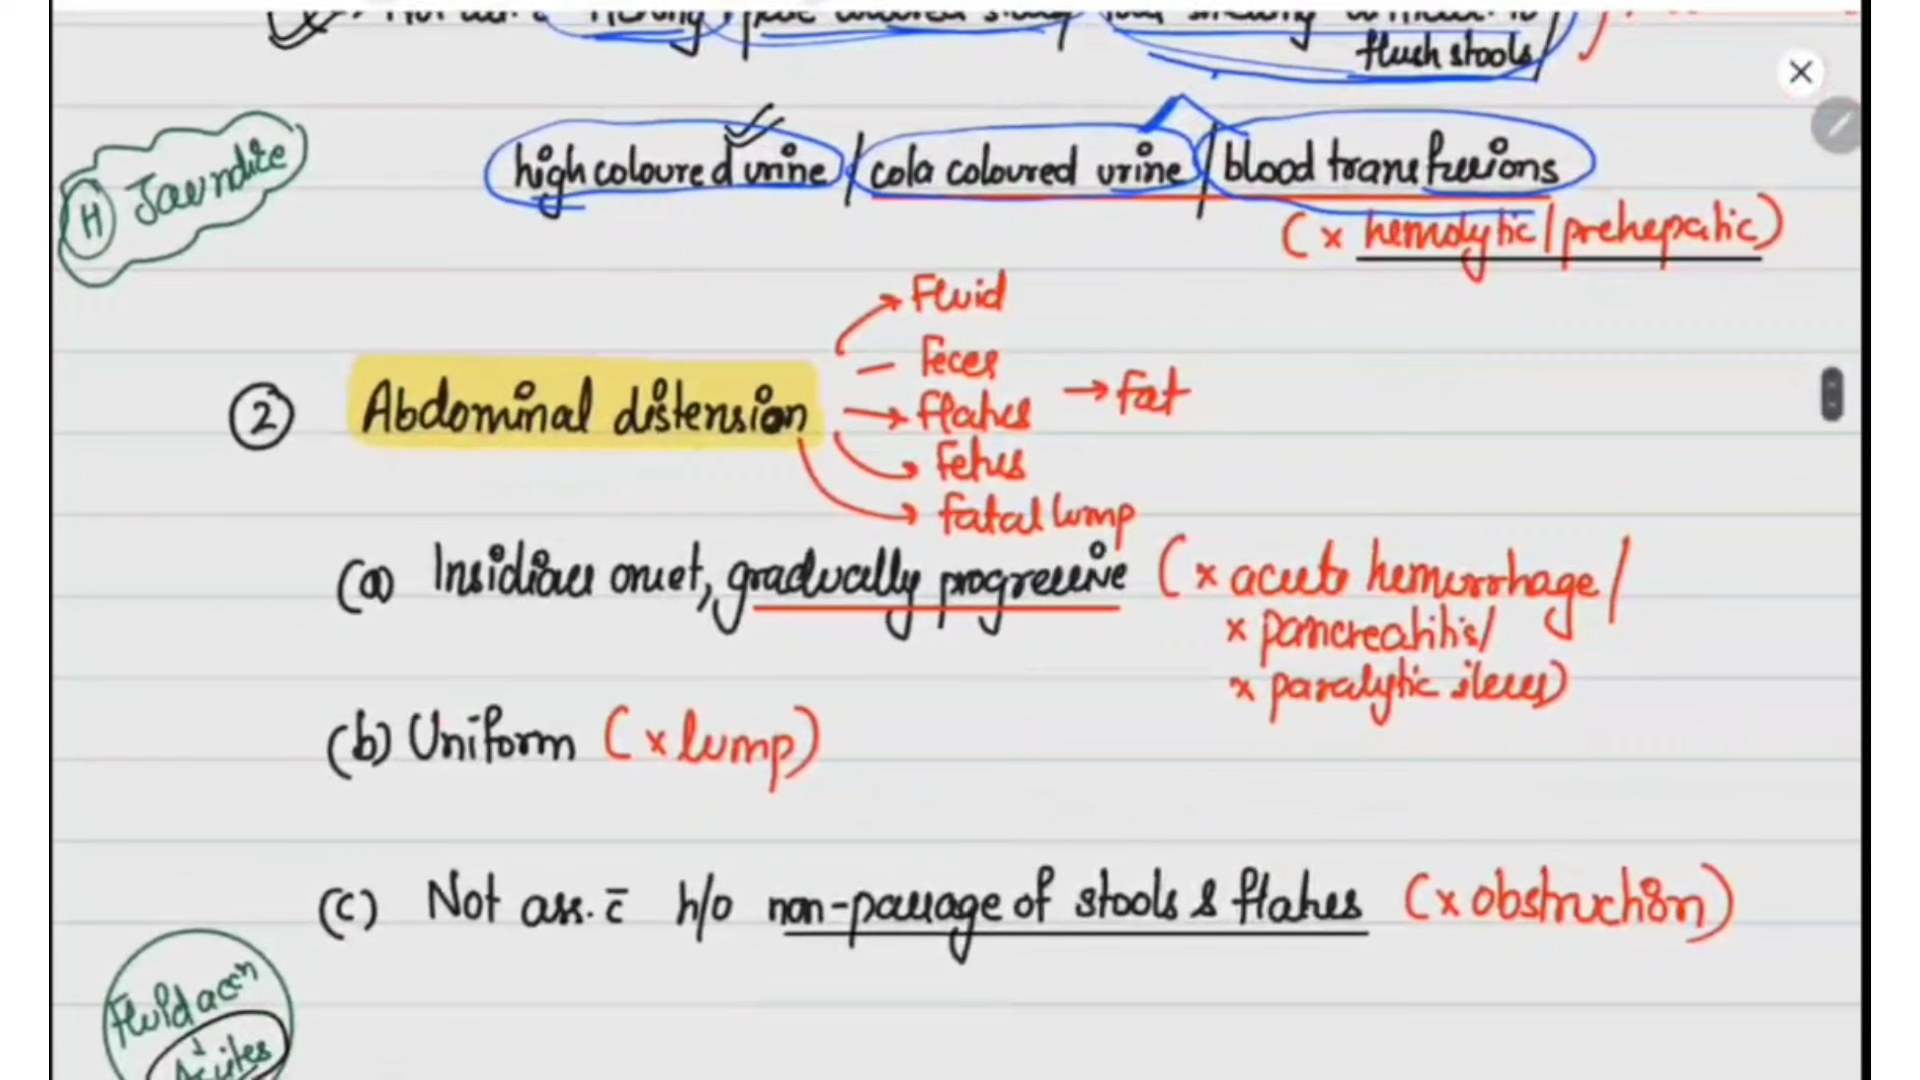 flush stools/
(H) Jaundice
high coloured urine / cola coloured urine / blood transfusions
(x hemolytic/prehepatic)
② Abdominal distension
→ Fluid
– Feces
→ flatus → fat
→ Fetus
→ fatal lump
(a) Insidious onset, gradually progressive (x acute hemorrhage/
x pancreatitis/
x paralytic ileus)
(b) Uniform (x lump)
(c) Not ass. c̄ h/o non-passage of stools & flatus (x obstruction)
Fluid accⁿ
↓
Ascites